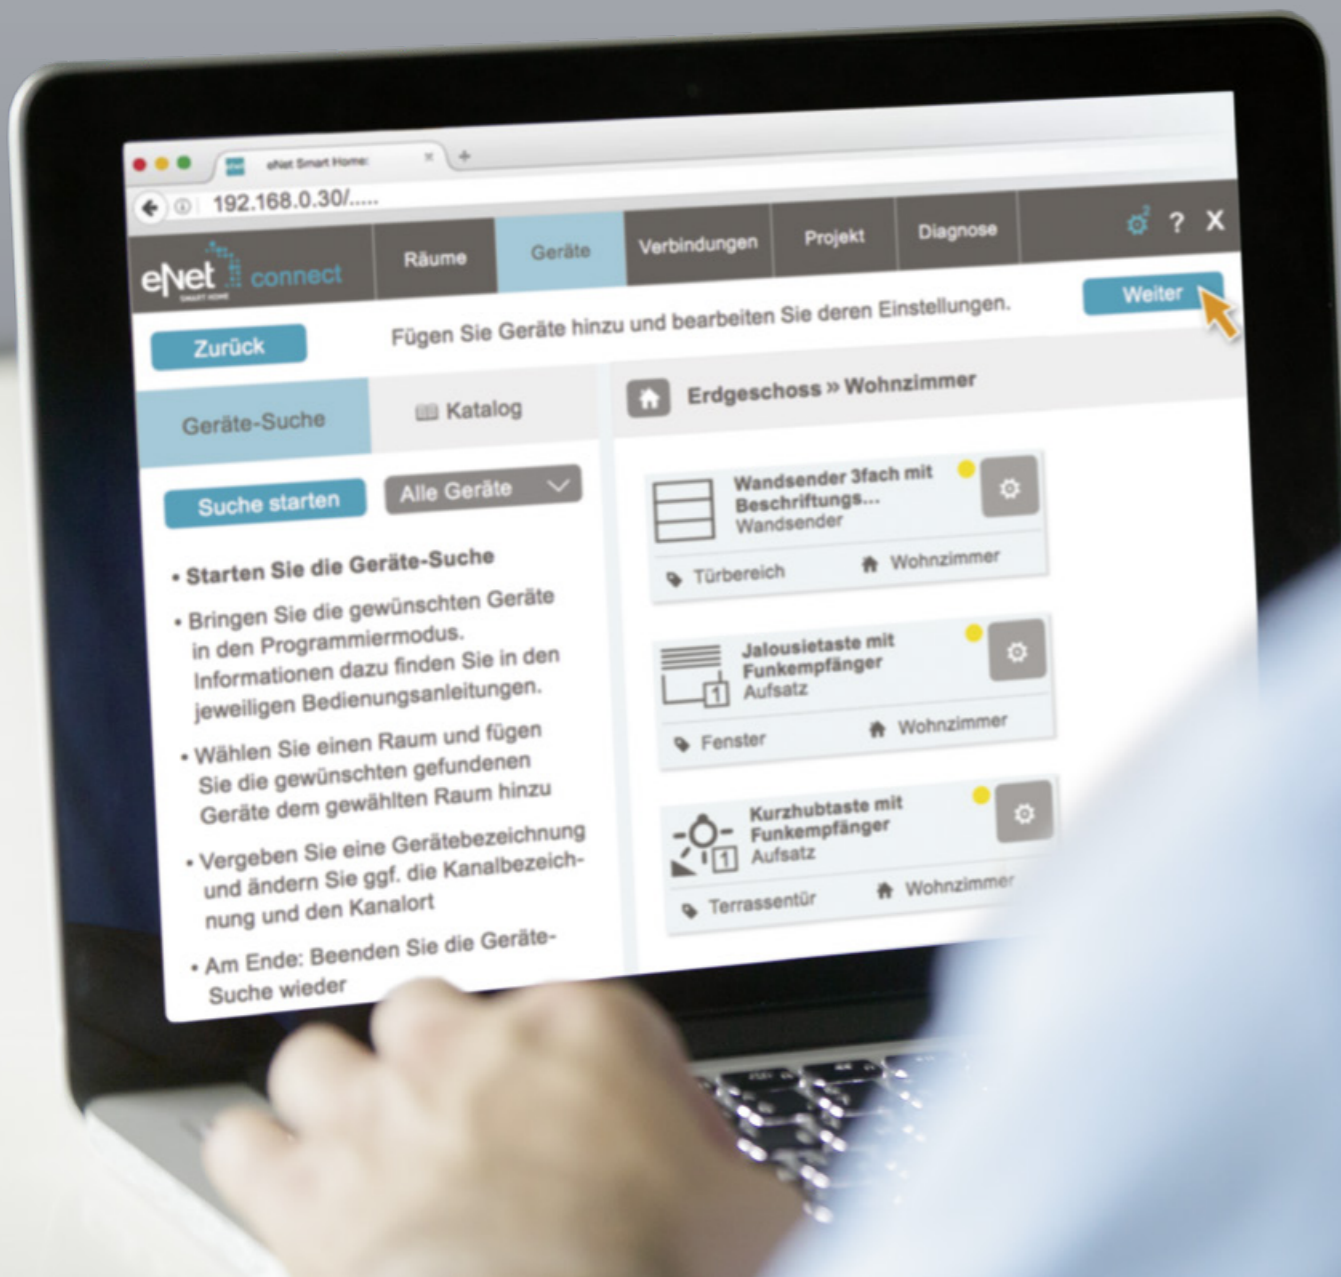 eNet Smart Home:
192.168.0.30/.....
eNet connect
SMART HOME
Räume
Geräte
Verbindungen
Projekt
Diagnose
2
?
X
Zurück
Fügen Sie Geräte hinzu und bearbeiten Sie deren Einstellungen.
Weiter
Geräte-Suche
Katalog
Erdgeschoss » Wohnzimmer
Suche starten
Alle Geräte
• Starten Sie die Geräte-Suche
• Bringen Sie die gewünschten Geräte
in den Programmiermodus.
Informationen dazu finden Sie in den
jeweiligen Bedienungsanleitungen.
• Wählen Sie einen Raum und fügen
Sie die gewünschten gefundenen
Geräte dem gewählten Raum hinzu
• Vergeben Sie eine Gerätebezeichnung
und ändern Sie ggf. die Kanalbezeich-
nung und den Kanalort
• Am Ende: Beenden Sie die Geräte-
Suche wieder
Wandsender 3fach mit
Beschriftungs...
Wandsender
Türbereich
Wohnzimmer
Jalousietaste mit
Funkempfänger
Aufsatz
1
Fenster
Wohnzimmer
Kurzhubtaste mit
Funkempfänger
Aufsatz
1
Terrassentür
Wohnzimmer